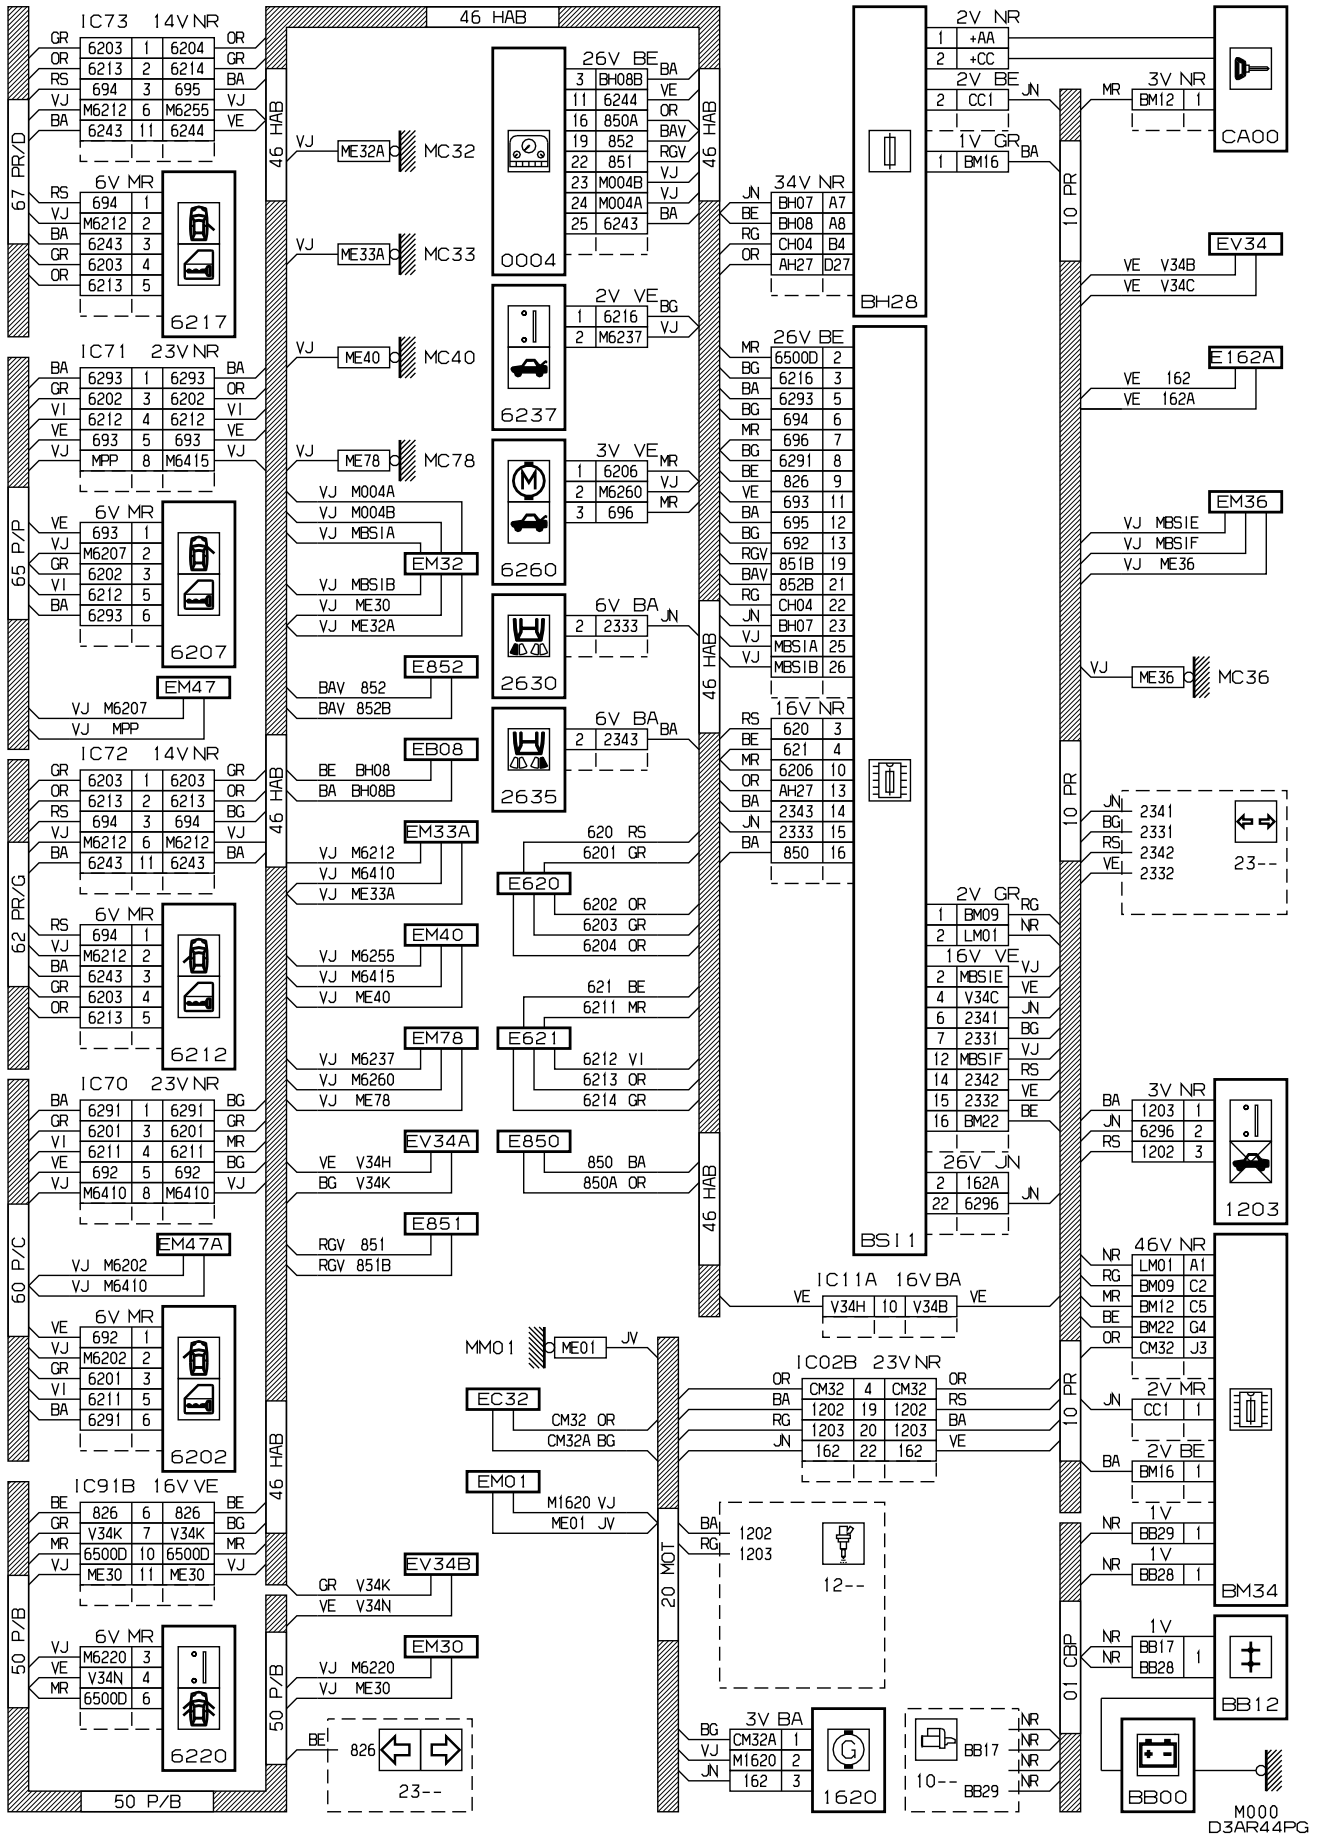 46 HAB
IC73 14V NR
GR 6203 1 6204 OR
OR 6213 2 6214 GR
RS 694 3 695 BA
VJ M6212 6 M6255 VJ
BA 6243 11 6244 VE
67 PR/D
46 HAB
6V MR
RS 694 1
VJ M6212 2
BA 6243 3
GR 6203 4
OR 6213 5
6217
IC71 23V NR
BA 6293 1 6293 BA
GR 6202 3 6202 OR
VI 6212 4 6212 VI
VE 693 5 693 VE
VJ MPP 8 M6415 VJ
65 P/P
6V MR
VE 693 1
VJ M6207 2
GR 6202 3
VI 6212 5
BA 6293 6
6207
EM47
VJ M6207
VJ MPP
IC72 14V NR
GR 6203 1 6203 GR
OR 6213 2 6213 OR
RS 694 3 694 BG
VJ M6212 6 M6212 VJ
BA 6243 11 6243 BA
46 HAB
62 PR/G
6V MR
RS 694 1
VJ M6212 2
BA 6243 3
GR 6203 4
OR 6213 5
6212
IC70 23V NR
BA 6291 1 6291 BG
GR 6201 3 6201 GR
VI 6211 4 6211 MR
VE 692 5 692 BG
VJ M6410 8 M6410 VJ
60 P/C
EM47A
VJ M6202
VJ M6410
6V MR
VE 692 1
VJ M6202 2
GR 6201 3
VI 6211 5
BA 6291 6
6202
46 HAB
IC91B 16V VE
BE 826 6 826 BE
GR V34K 7 V34K BG
MR 6500D 10 6500D MR
VJ ME30 11 ME30 VJ
50 P/B
6V MR
VJ M6220 3
VE V34N 4
MR 6500D 6
6220
50 P/B
50 P/B
VJ ME32A MC32
VJ ME33A MC33
VJ ME40 MC40
VJ ME78 MC78
VJ M004A
VJ M004B
VJ MBS1A
EM32
VJ MBS1B
VJ ME30
VJ ME32A
E852
BAV 852
BAV 852B
EB08
BE BH08
BA BH08B
EM33A
VJ M6212
VJ M6410
VJ ME33A
EM40
VJ M6255
VJ M6415
VJ ME40
EM78
VJ M6237
VJ M6260
VJ ME78
EV34A
VE V34H
BG V34K
E851
RGV 851
RGV 851B
EV34B
GR V34K
VE V34N
EM30
VJ M6220
VJ ME30
BE 826
23--
26V BE
3 BH08B BA
11 6244 VE
16 850A OR
19 852 BAV
22 851 RGV
23 M004B VJ
24 M004A VJ
25 6243 BA
0004
46 HAB
2V VE
1 6216 BG
2 M6237 VJ
6237
3V VE
1 6206 MR
2 M6260 VJ
3 696 MR
M
6260
6V BA
2 2333 JN
2630
46 HAB
6V BA
2 2343 BA
2635
620 RS
6201 GR
E620
6202 OR
6203 GR
6204 OR
621 BE
6211 MR
E621
6212 VI
6213 OR
6214 GR
E850
850 BA
850A OR
46 HAB
MM01 ME01 JV
EC32
CM32 OR
CM32A BG
EM01
M1620 VJ
ME01 JV
20 MOT
34V NR
JN BH07 A7
BE BH08 A8
RG CH04 B4
OR AH27 D27
BH28
2V NR
1 +AA
2 +CC
2V BE
2 CC1 JN
1V GR
1 BM16 BA
26V BE
MR 6500D 2
BG 6216 3
BA 6293 5
BG 694 6
MR 696 7
BG 6291 8
BE 826 9
VE 693 11
BA 695 12
BG 692 13
RGV 851B 19
BAV 852B 21
RG CH04 22
JN BH07 23
VJ MBS1A 25
VJ MBS1B 26
16V NR
RS 620 3
BE 621 4
MR 6206 10
OR AH27 13
BA 2343 14
JN 2333 15
BA 850 16
2V GR
1 BM09 RG
2 LM01 NR
16V VE
2 MBS1E VJ
4 V34C VE
6 2341 JN
7 2331 BG
12 MBS1F VJ
14 2342 RS
15 2332 VE
16 BM22 BE
26V JN
2 162A
22 6296 JN
BSI1
IC11A 16V BA
VE V34H 10 V34B VE
IC02B 23V NR
OR CM32 4 CM32 OR
BA 1202 19 1202 RS
RG 1203 20 1203 BA
JN 162 22 162 VE
BA 1202
RG 1203
12--
3V BA
BG CM32A 1
VJ M1620 2
JN 162 3
G
1620
NR
BB17 NR
NR
BB29 NR
10--
3V NR
MR BM12 1
CA00
10 PR
EV34
VE V34B
VE V34C
E162A
VE 162
VE 162A
EM36
VJ MBS1E
VJ MBS1F
VJ ME36
VJ ME36 MC36
10 PR
JN 2341
BG 2331
RS 2342
VE 2332
23--
3V NR
BA 1203 1
JN 6296 2
RS 1202 3
1203
46V NR
NR LM01 A1
RG BM09 C2
MR BM12 C5
BE BM22 G4
OR CM32 J3
10 PR
2V MR
JN CC1 1
2V BE
BA BM16 1
1V
NR BB29 1
1V
NR BB28 1
BM34
01 CBP
1V
NR BB17 1
NR BB28
BB12
BB00
M000
D3AR44PG